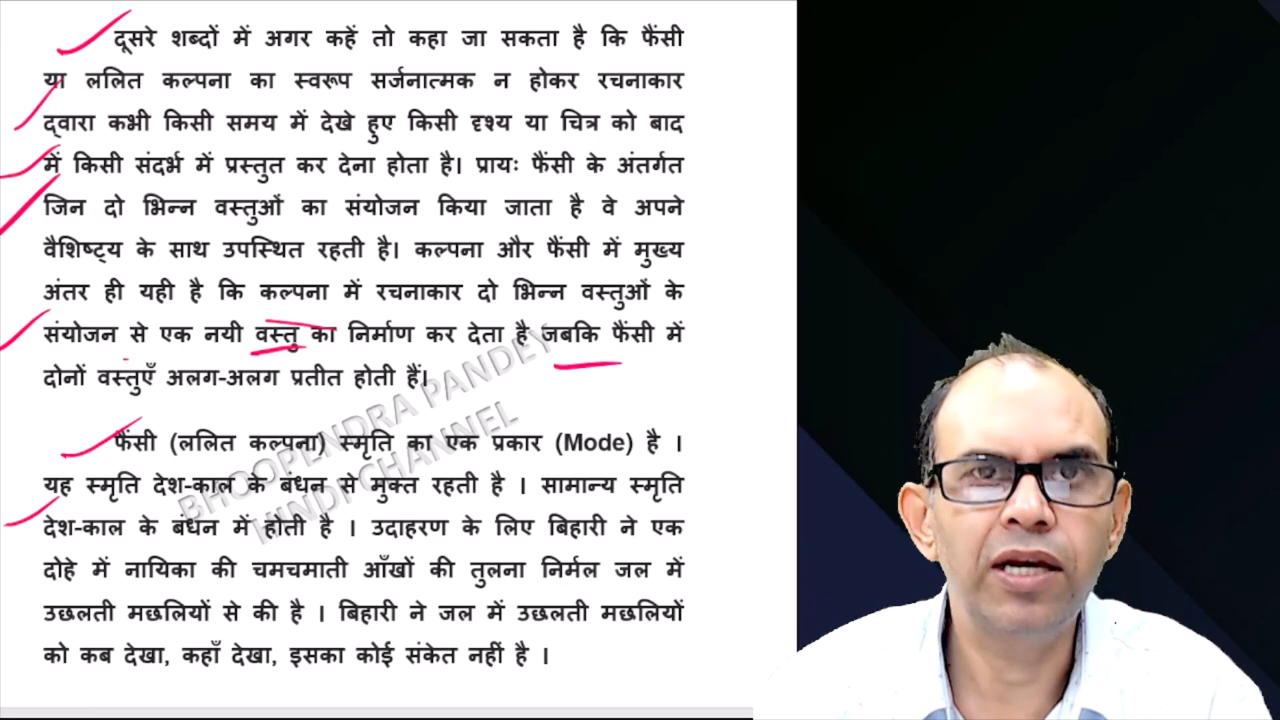 दूसरे शब्दों में अगर कहें तो कहा जा सकता है कि फैंसी
या ललित कल्पना का स्वरूप सर्जनात्मक न होकर रचनाकार
द्वारा कभी किसी समय में देखे हुए किसी दृश्य या चित्र को बाद
में किसी संदर्भ में प्रस्तुत कर देना होता है। प्रायः फैंसी के अंतर्गत
जिन दो भिन्न वस्तुओं का संयोजन किया जाता है वे अपने
वैशिष्ट्य के साथ उपस्थित रहती है। कल्पना और फैंसी में मुख्य
अंतर ही यही है कि कल्पना में रचनाकार दो भिन्न वस्तुओं के
संयोजन से एक नयी वस्तु का निर्माण कर देता है जबकि फैंसी में
दोनों वस्तुएँ अलग-अलग प्रतीत होती हैं।
फैंसी (ललित कल्पना) स्मृति का एक प्रकार (Mode) है ।
यह स्मृति देश-काल के बंधन से मुक्त रहती है । सामान्य स्मृति
देश-काल के बंधन में होती है । उदाहरण के लिए बिहारी ने एक
दोहे में नायिका की चमचमाती आँखों की तुलना निर्मल जल में
उछलती मछलियों से की है । बिहारी ने जल में उछलती मछलियों
को कब देखा, कहाँ देखा, इसका कोई संकेत नहीं है ।
BHOOPENDRA PANDEY
HINDI CHANNEL